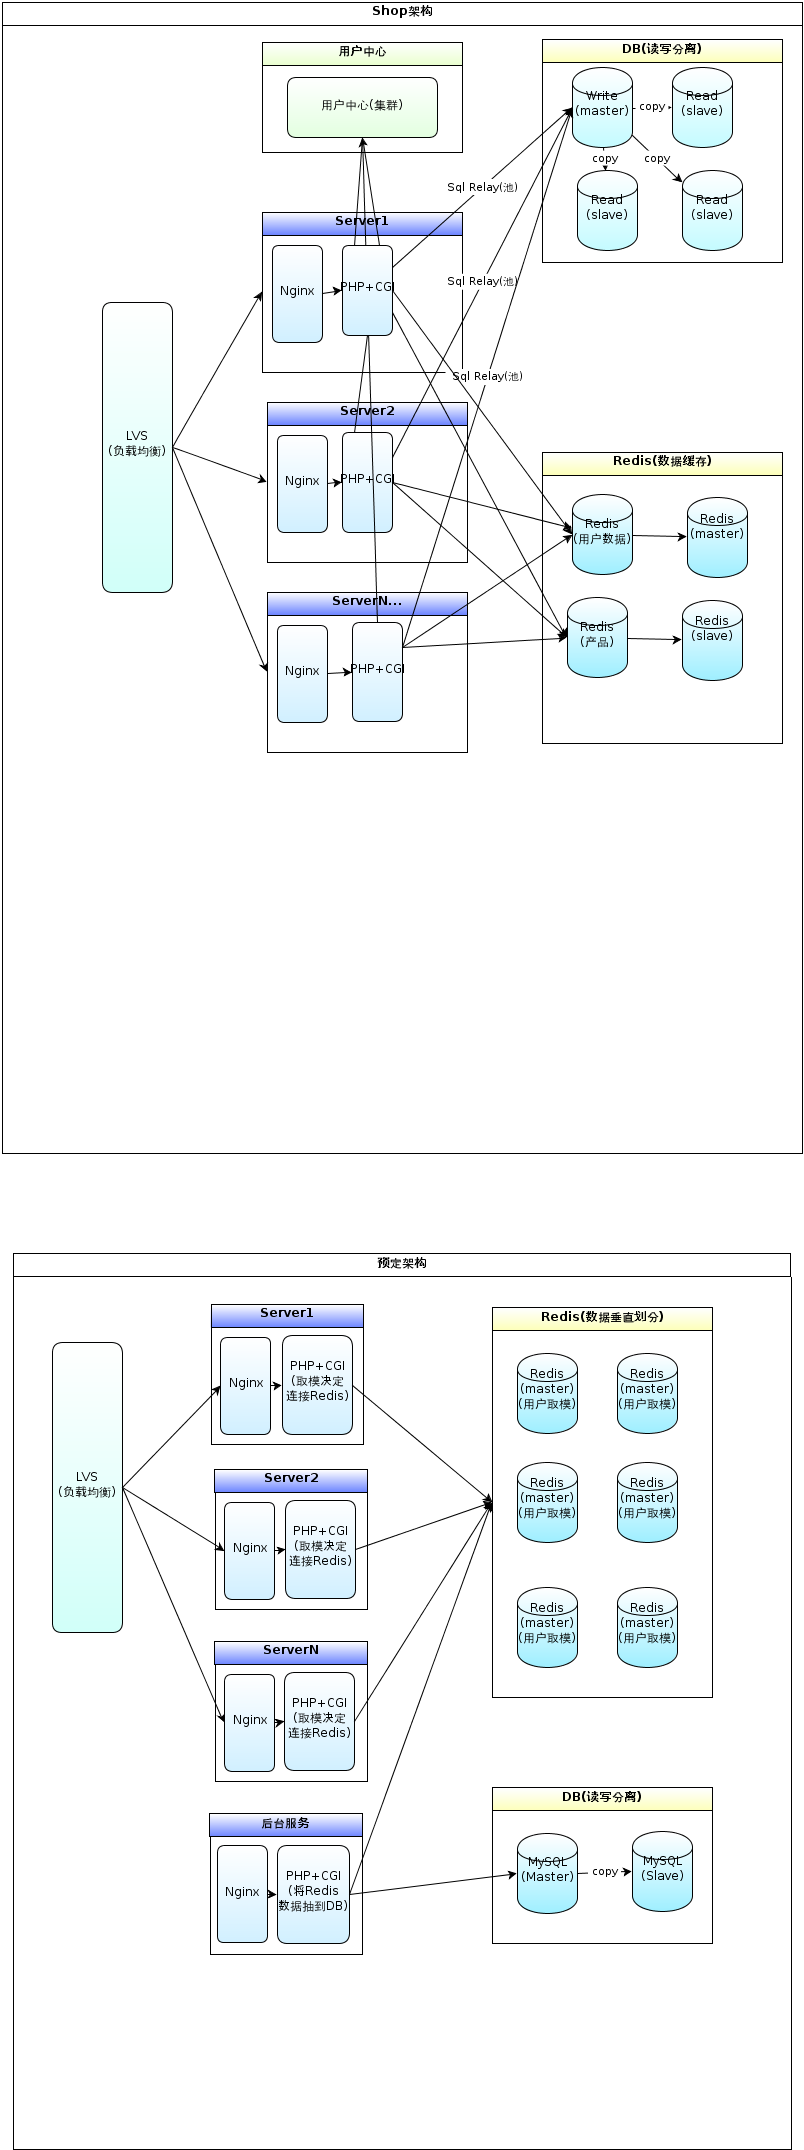 Shop架构
用户中心
用户中心(集群)
DB(读写分离)
Write
(master)
copy
Read
(slave)
copy
copy
Read
(slave)
Read
(slave)
Sql Relay(池)
Server1
Nginx
PHP+CGI
Sql Relay(池)
Sql Relay(池)
LVS
(负载均衡)
Server2
Nginx
PHP+CGI
Redis(数据缓存)
Redis
(用户数据)
Redis
(master)
ServerN...
Nginx
PHP+CGI
Redis
(产品)
Redis
(slave)
预定架构
Server1
Nginx
PHP+CGI
(取模决定
连接Redis)
Redis(数据垂直划分)
Redis
(master)
(用户取模)
Redis
(master)
(用户取模)
LVS
(负载均衡)
Server2
Nginx
PHP+CGI
(取模决定
连接Redis)
Redis
(master)
(用户取模)
Redis
(master)
(用户取模)
ServerN
Nginx
PHP+CGI
(取模决定
连接Redis)
Redis
(master)
(用户取模)
Redis
(master)
(用户取模)
后台服务
Nginx
PHP+CGI
(将Redis
数据抽到DB)
DB(读写分离)
MySQL
(Master)
copy
MySQL
(Slave)